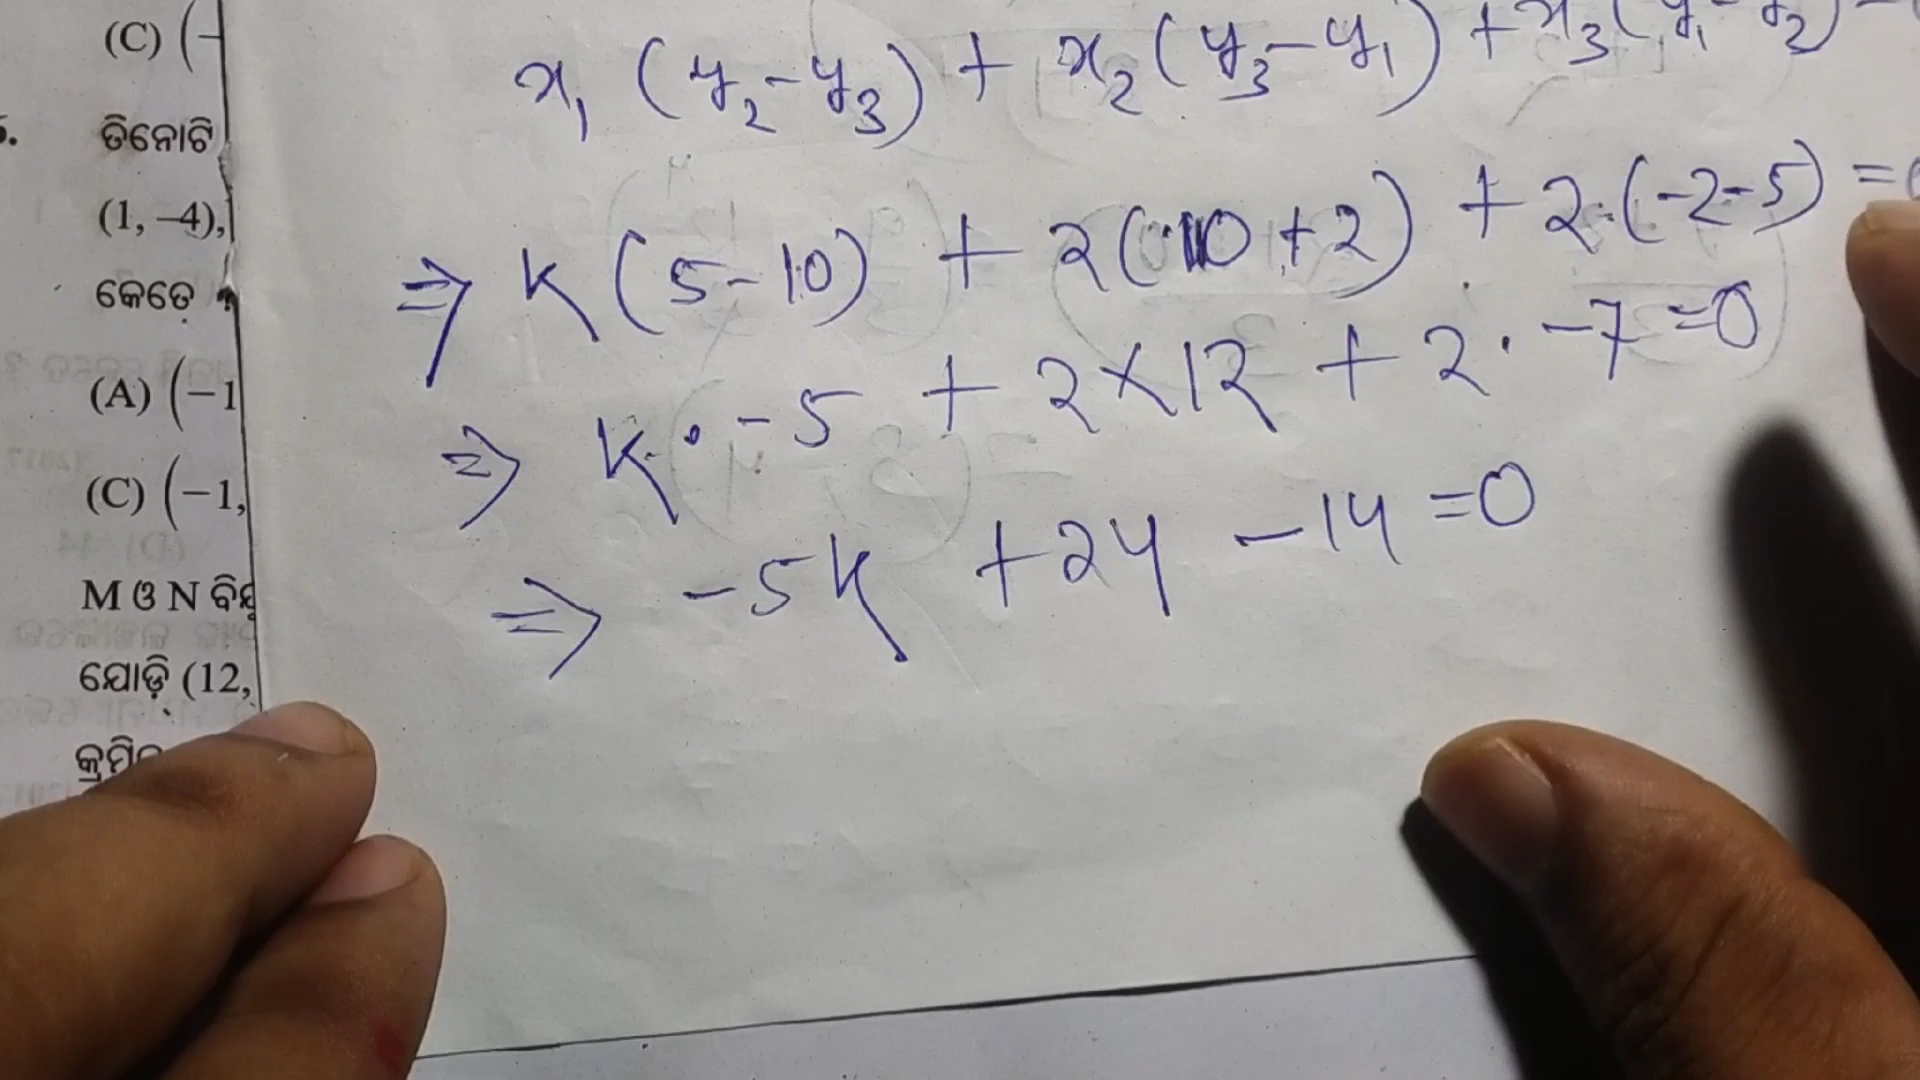 (C) (−
x₁ (y₂ - y₃) + x₂ (y₃ - y₁) + x₃ (y₁ - y₂) =
ତିନୋଟି
(1, –4),
⇒ K (5 - 10) + 2 (10 + 2) + 2·(-2-5) =
କେତେ
⇒ K· -5 + 2×12 + 2· -7 = 0
(A) (−1
(C) (−1,
⇒ -5K + 24 - 14 = 0
M ଓ N
ଯୋଡ଼ି (12,